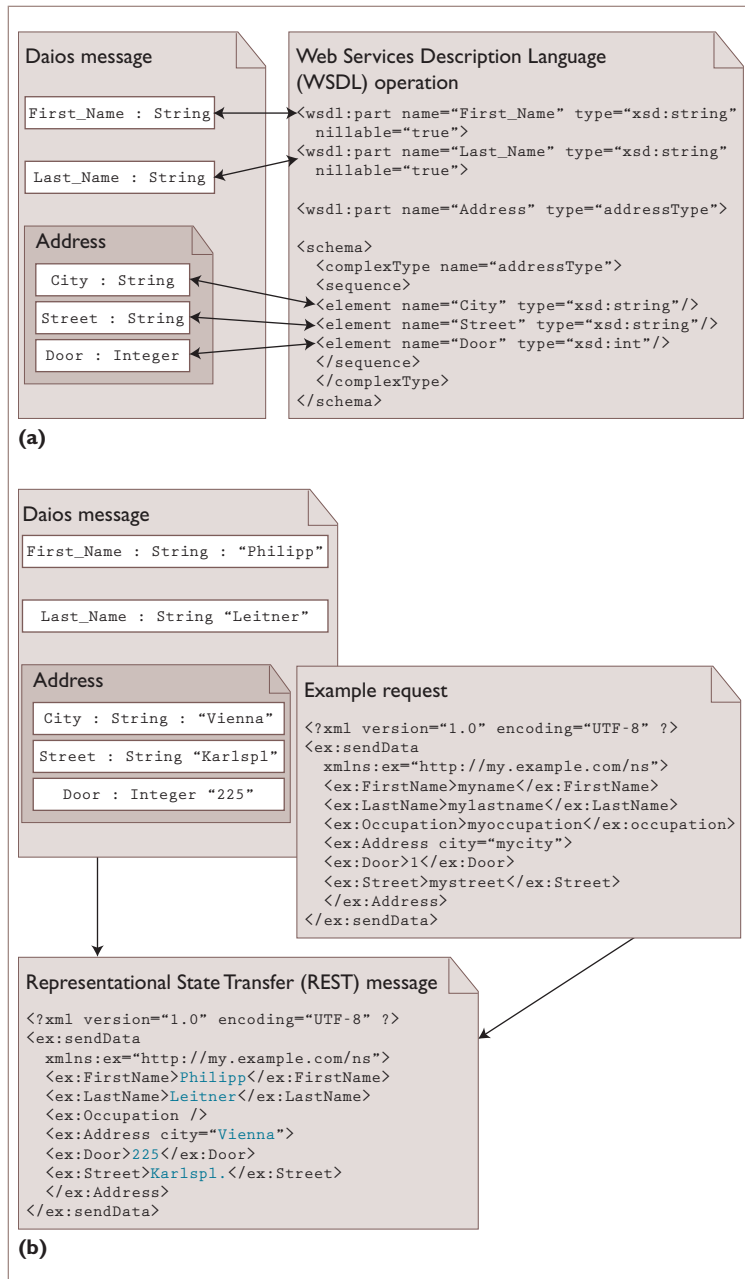 Daios message
First_Name : String
Last_Name : String
Address
City : String
Street : String
Door : Integer
Web Services Description Language
(WSDL) operation
<wsdl:part name=“First_Name” type=“xsd:string”
nillable=“true”>
<wsdl:part name=“Last_Name” type=“xsd:string”
nillable=“true”>
<wsdl:part name=“Address” type=“addressType”>
<schema>
<complexType name=“addressType”>
<sequence>
<element name=“City” type=“xsd:string”/>
<element name=“Street” type=“xsd:string”/>
<element name=“Door” type=“xsd:int”/>
</sequence>
</complexType>
</schema>
(a)
Daios message
First_Name : String : “Philipp”
Last_Name : String “Leitner”
Address
City : String : “Vienna”
Street : String “Karlspl”
Door : Integer “225”
Example request
<?xml version=“1.0” encoding=“UTF-8” ?>
<ex:sendData
xmlns:ex=“http://my.example.com/ns”>
<ex:FirstName>myname</ex:FirstName>
<ex:LastName>mylastname</ex:LastName>
<ex:Occupation>myoccupation</ex:occupation>
<ex:Address city=“mycity”>
<ex:Door>1</ex:Door>
<ex:Street>mystreet</ex:Street>
</ex:Address>
</ex:sendData>
Representational State Transfer (REST) message
<?xml version=“1.0” encoding=“UTF-8” ?>
<ex:sendData
xmlns:ex=“http://my.example.com/ns”>
<ex:FirstName>Philipp</ex:FirstName>
<ex:LastName>Leitner</ex:LastName>
<ex:Occupation />
<ex:Address city=“Vienna”>
<ex:Door>225</ex:Door>
<ex:Street>Karlspl.</ex:Street>
</ex:Address>
</ex:sendData>
(b)